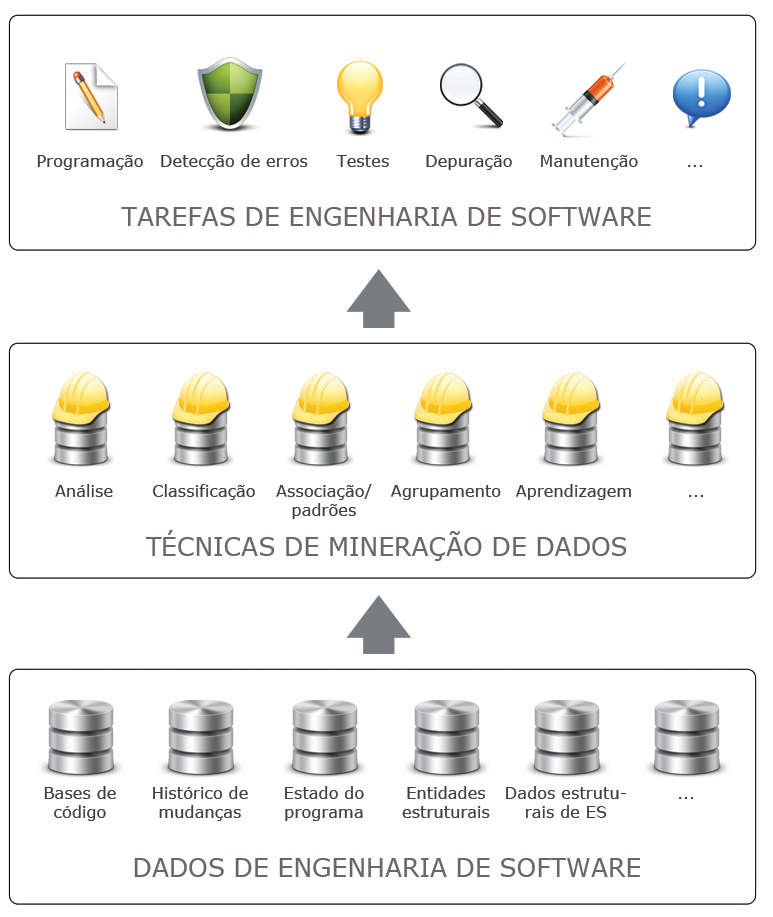 Programação
Detecção de erros
Testes
Depuração
Manutenção
...
TAREFAS DE ENGENHARIA DE SOFTWARE
Análise
Classificação
Associação/
padrões
Agrupamento
Aprendizagem
...
TÉCNICAS DE MINERAÇÃO DE DADOS
Bases de
código
Histórico de
mudanças
Estado do
programa
Entidades
estruturais
Dados estrutu-
rais de ES
...
DADOS DE ENGENHARIA DE SOFTWARE